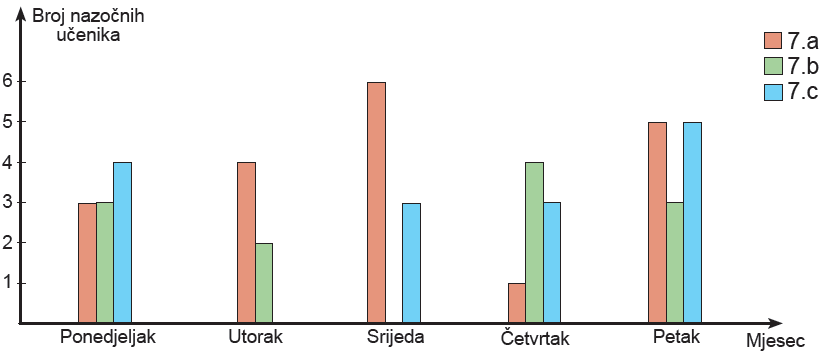 Broj nazočnih
učenika
7.a
7.b
7.c
6
5
4
3
2
1
Ponedjeljak Utorak Srijeda Četvrtak Petak Mjesec